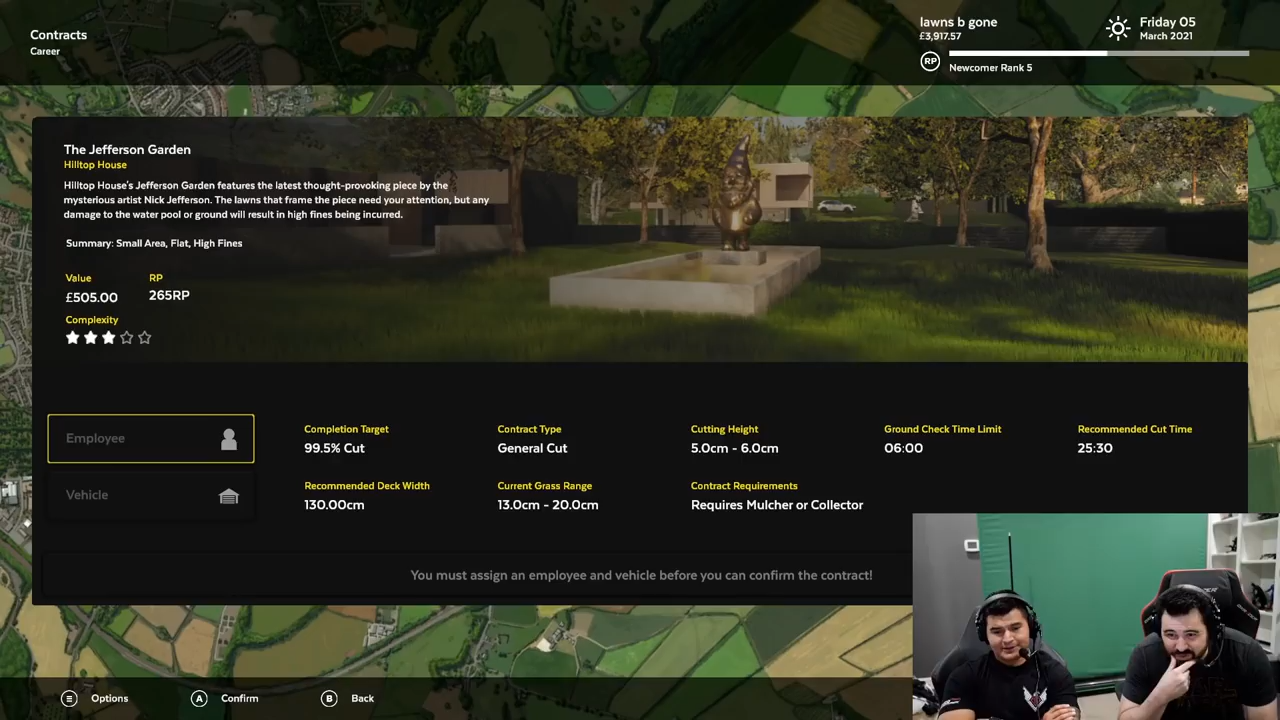 Contracts
Career
lawns b gone
£3,917.57
Friday 05
March 2021
RP
Newcomer Rank 5
The Jefferson Garden
Hilltop House
Hilltop House's Jefferson Garden features the latest thought-provoking piece by the
mysterious artist Nick Jefferson. The lawns that frame the piece need your attention, but any
damage to the water pool or ground will result in high fines being incurred.
Summary: Small Area, Flat, High Fines
Value
RP
£505.00
265RP
Complexity
Employee
Vehicle
Completion Target
Contract Type
Cutting Height
Ground Check Time Limit
Recommended Cut Time
99.5% Cut
General Cut
5.0cm - 6.0cm
06:00
25:30
Recommended Deck Width
Current Grass Range
Contract Requirements
130.00cm
13.0cm - 20.0cm
Requires Mulcher or Collector
You must assign an employee and vehicle before you can confirm the contract!
Options
A Confirm
B Back